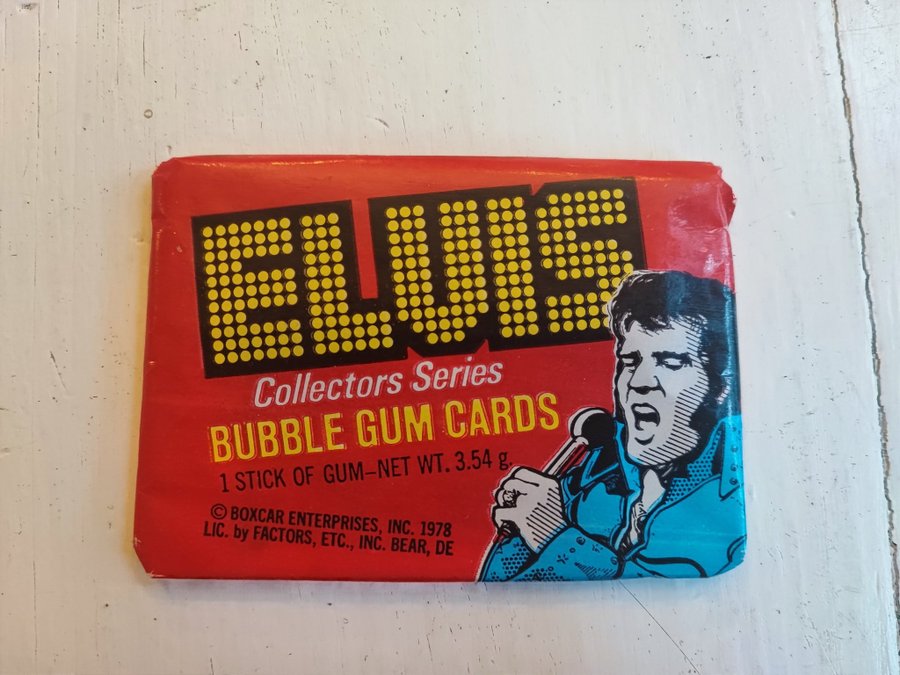 ELVIS
Collectors Series
BUBBLE GUM CARDS
1 STICK OF GUM–NET WT. 3.54 g.
© BOXCAR ENTERPRISES, INC. 1978
LIC. by FACTORS, ETC., INC. BEAR, DE